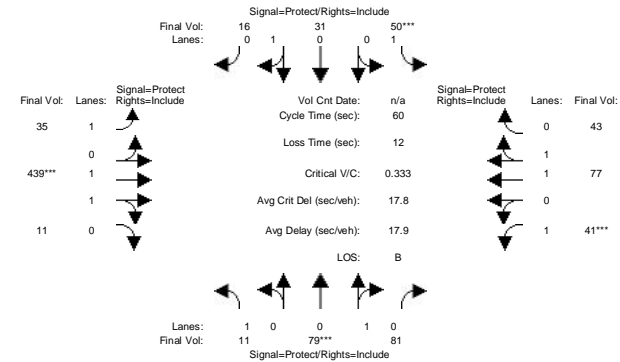 Signal=Protect/Rights=Include
Final Vol: 16 31 50***
Lanes: 0 1 0 0 1
Signal=Protect
Final Vol: Lanes: Rights=Include Vol Cnt Date: n/a Signal=Protect
Rights=Include Lanes: Final Vol:
Cycle Time (sec): 60
35 1 0 43
Loss Time (sec): 12
0 1
439*** 1 Critical V/C: 0.333 1 77
1 Avg Crit Del (sec/veh): 17.8 0
11 0 Avg Delay (sec/veh): 17.9 1 41***
LOS: B
Lanes: 1 0 0 1 0
Final Vol: 11 79*** 81
Signal=Protect/Rights=Include